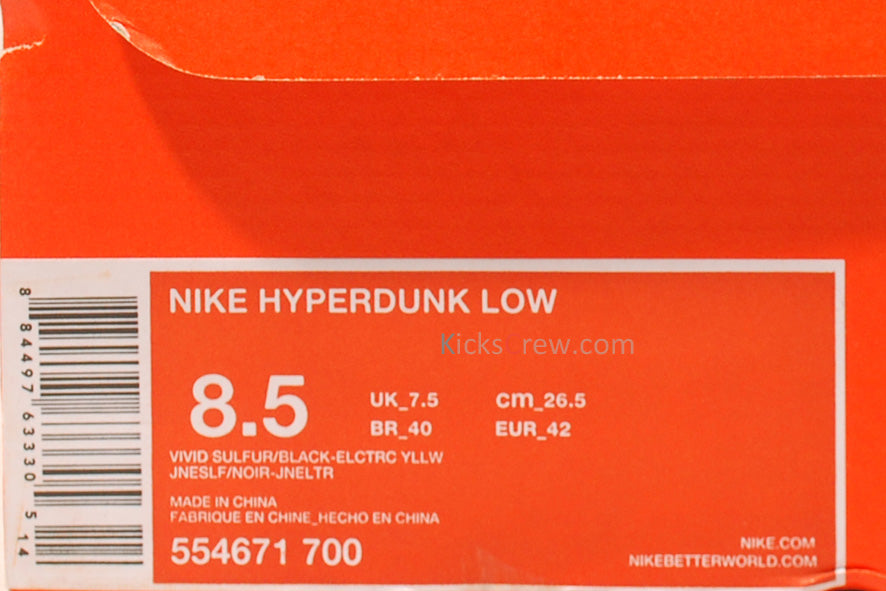 NIKE HYPERDUNK LOW
KicksCrew.com
8.5
UK_7.5 cm_26.5
BR_40 EUR_42
VIVID SULFUR/BLACK-ELCTRC YLLW
JNESLF/NOIR-JNELTR
MADE IN CHINA
FABRIQUE EN CHINE_HECHO EN CHINA
554671 700
NIKE.COM
NIKEBETTERWORLD.COM
8 84497 63330 5 14